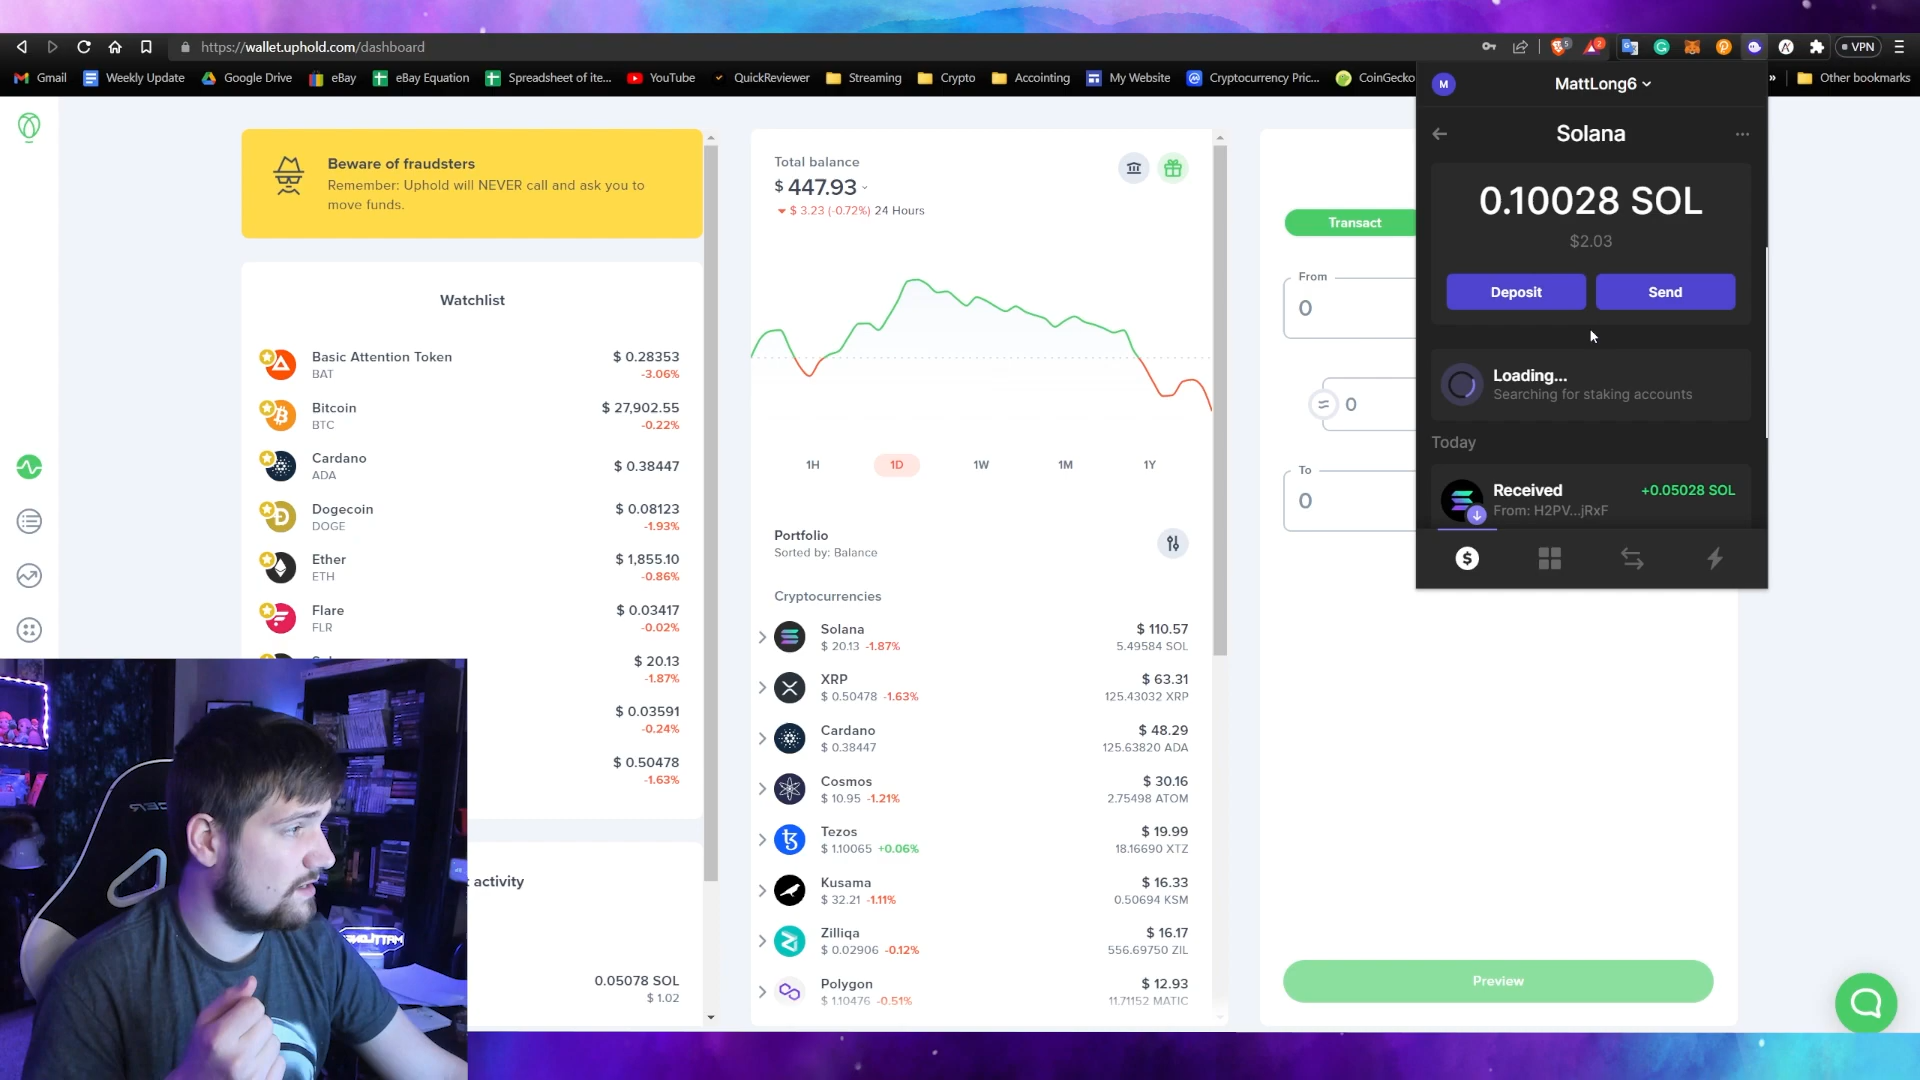 https://wallet.uphold.com/dashboard
VPN
Gmail
Weekly Update
Google Drive
eBay
eBay Equation
Spreadsheet of ite...
YouTube
QuickReviewer
Streaming
Crypto
Accointing
My Website
Cryptocurrency Pric...
CoinGecko
»
Other bookmarks
Beware of fraudsters
Remember: Uphold will NEVER call and ask you to
move funds.
Watchlist
Basic Attention Token
BAT
$ 0.28353
-3.06%
Bitcoin
BTC
$ 27,902.55
-0.22%
Cardano
ADA
$ 0.38447
Dogecoin
DOGE
$ 0.08123
-1.93%
Ether
ETH
$ 1,855.10
-0.86%
Flare
FLR
$ 0.03417
-0.02%
$ 20.13
-1.87%
$ 0.03591
-0.24%
$ 0.50478
-1.63%
activity
0.05078 SOL
$ 1.02
Total balance
$ 447.93
$ 3.23 (-0.72%) 24 Hours
1H
1D
1W
1M
1Y
Portfolio
Sorted by: Balance
Cryptocurrencies
Solana
$ 20.13 -1.87%
$ 110.57
5.49584 SOL
XRP
$ 0.50478 -1.63%
$ 63.31
125.43032 XRP
Cardano
$ 0.38447
$ 48.29
125.63820 ADA
Cosmos
$ 10.95 -1.21%
$ 30.16
2.75498 ATOM
Tezos
$ 1.10065 +0.06%
$ 19.99
18.16690 XTZ
Kusama
$ 32.21 -1.11%
$ 16.33
0.50694 KSM
Zilliqa
$ 0.02906 -0.12%
$ 16.17
556.69750 ZIL
Polygon
$ 1.10476 -0.51%
$ 12.93
11.71152 MATIC
Transact
From
0
0
To
0
Preview
M
MattLong6
Solana
0.10028 SOL
$2.03
Deposit
Send
Loading...
Searching for staking accounts
Today
Received
From: H2PV...jRxF
+0.05028 SOL